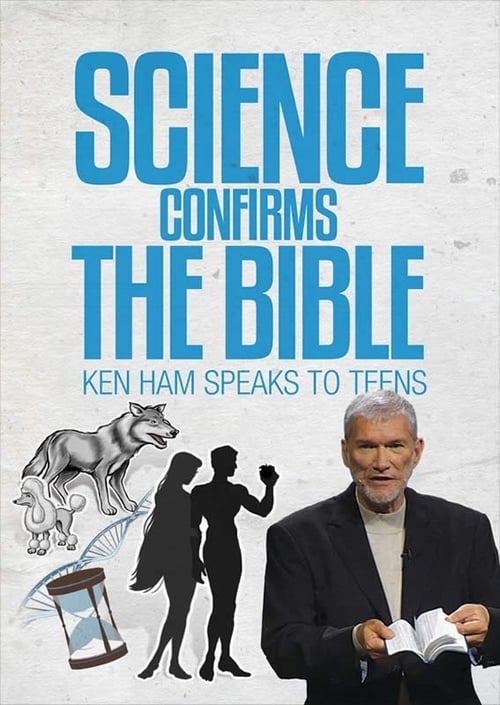 SCIENCE
CONFIRMS
THE BIBLE
KEN HAM SPEAKS TO TEENS